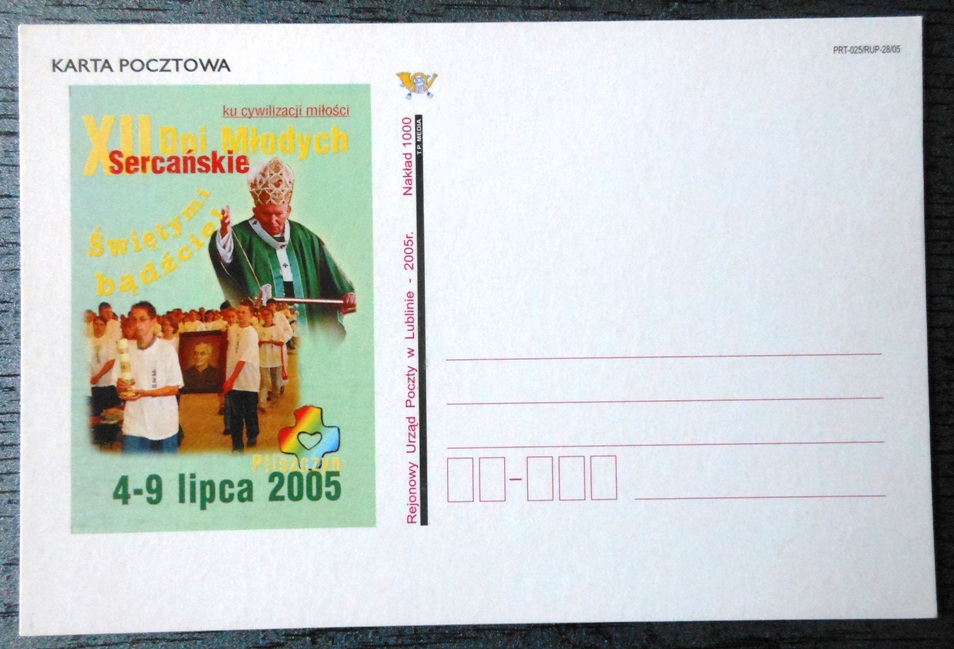 KARTA POCZTOWA
PRT-025/RUP-28/05
ku cywilizacji miłości
XII Dni Młodych
Sercańskie
Świętymi
bądźcie!
Pliszczyn
4-9 lipca 2005
Rejonowy Urząd Poczty w Lublinie - 2005r. Nakład 1000
T.P. MEDIA